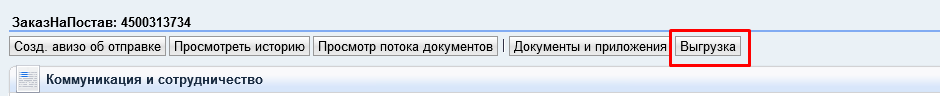 ЗаказНаПостав: 4500313734
Созд. авизо об отправке Просмотреть историю Просмотр потока документов | Документы и приложения Выгрузка
Коммуникация и сотрудничество